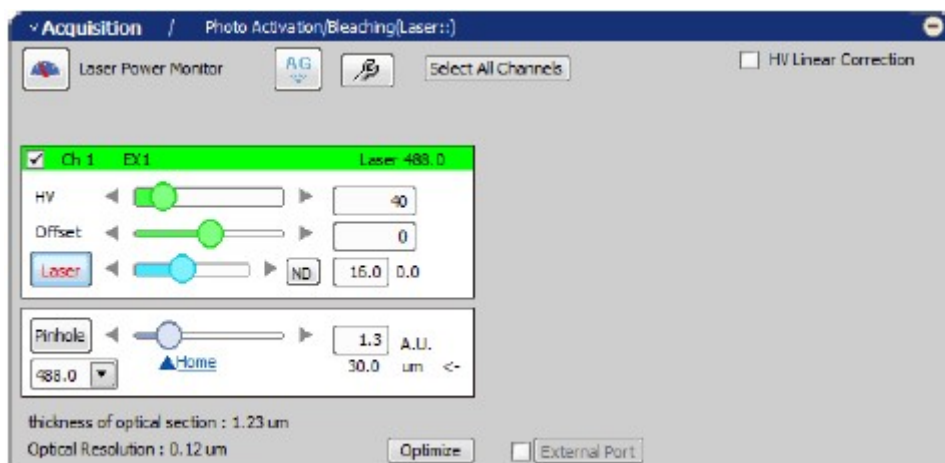 Acquisition / Photo Activation/Bleaching(Laser::)
Laser Power Monitor AG Select All Channels HV Linear Correction
Ch 1 EX1 Laser 488.0
HV 40
Offset 0
Laser ND 16.0 0.0
Pinhole 1.3 A.U.
Home 30.0 um <-
488.0
thickness of optical section : 1.23 um
Optical Resolution : 0.12 um Optimize External Port